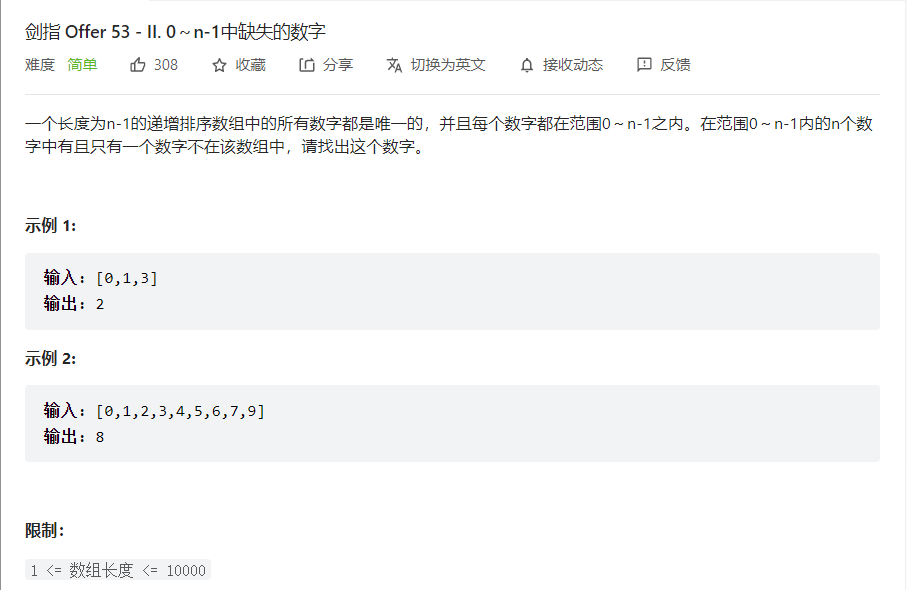 剑指 Offer 53 - II. 0～n-1中缺失的数字
难度 简单 308 收藏 分享 切换为英文 接收动态 反馈
一个长度为n-1的递增排序数组中的所有数字都是唯一的，并且每个数字都在范围0～n-1之内。在范围0～n-1内的n个数
字中有且只有一个数字不在该数组中，请找出这个数字。
示例 1:
输入: [0,1,3]
输出: 2
示例 2:
输入: [0,1,2,3,4,5,6,7,9]
输出: 8
限制：
1 <= 数组长度 <= 10000